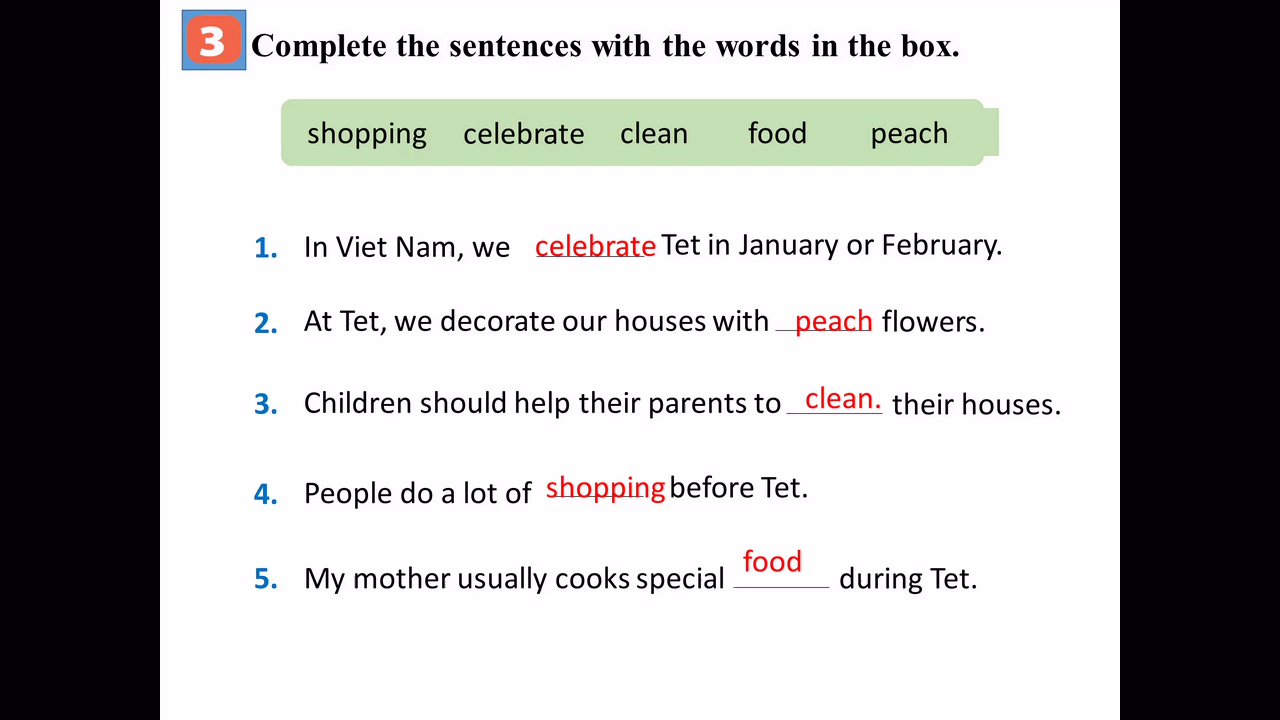 3 Complete the sentences with the words in the box.
shopping celebrate clean food peach
1. In Viet Nam, we celebrate Tet in January or February.
2. At Tet, we decorate our houses with peach flowers.
3. Children should help their parents to clean. their houses.
4. People do a lot of shopping before Tet.
5. My mother usually cooks special food during Tet.